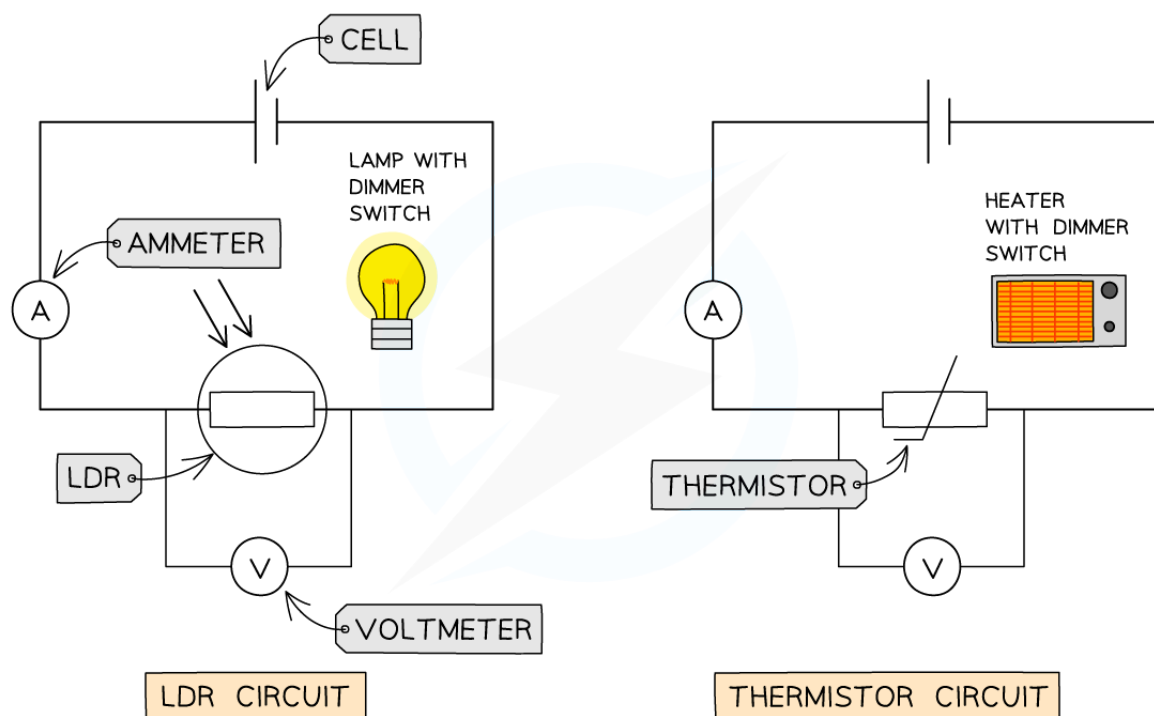 CELL
LAMP WITH
DIMMER
SWITCH
AMMETER
A
LDR
V
VOLTMETER
LDR CIRCUIT
HEATER
WITH DIMMER
SWITCH
A
THERMISTOR
V
THERMISTOR CIRCUIT